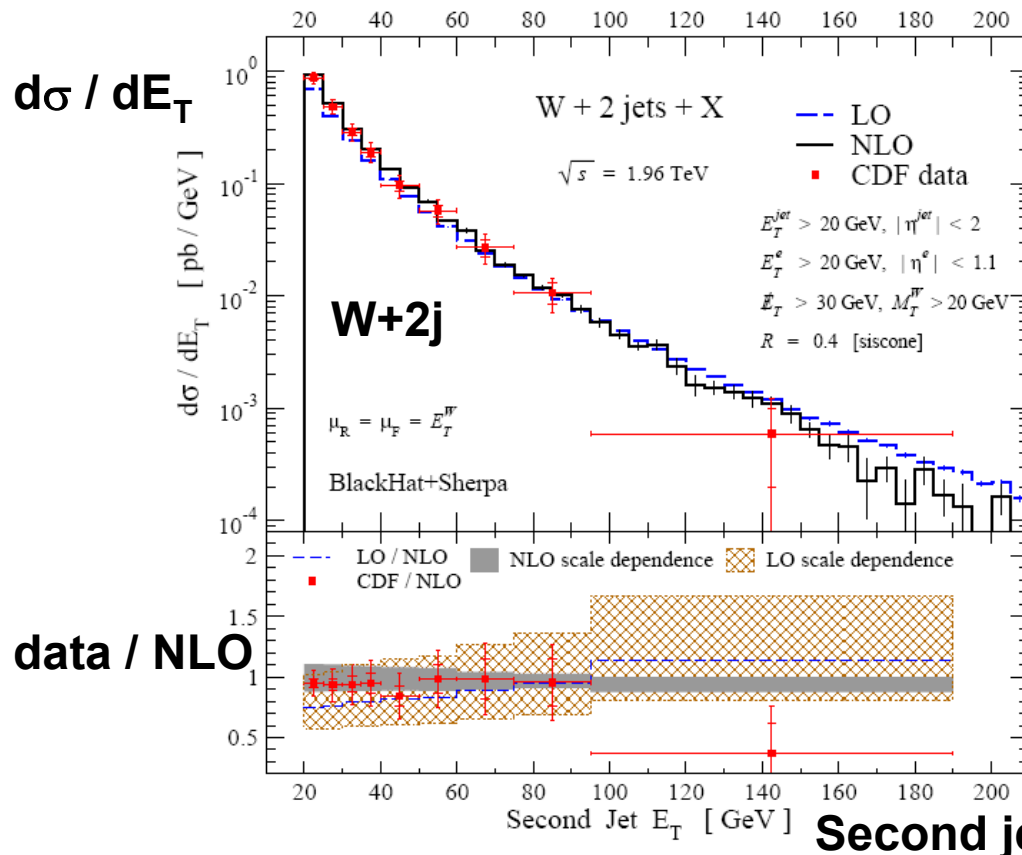 20 40 60 80 100 120 140 160 180 200
dσ / dE_T
dσ / dE_T [ pb / GeV ]
10^0
10^-1
10^-2
10^-3
10^-4
W + 2 jets + X
√s = 1.96 TeV
LO
NLO
CDF data
E_T^jet > 20 GeV, | η^jet | < 2
E_T^e > 20 GeV, | η^e | < 1.1
E̸_T > 30 GeV, M_T^W > 20 GeV
R = 0.4 [siscone]
W+2j
μ_R = μ_F = E_T^W
BlackHat+Sherpa
data / NLO
2
1.5
1
0.5
LO / NLO
CDF / NLO
NLO scale dependence
LO scale dependence
20 40 60 80 100 120 140 160 180 200
Second Jet E_T [ GeV ]
Second je